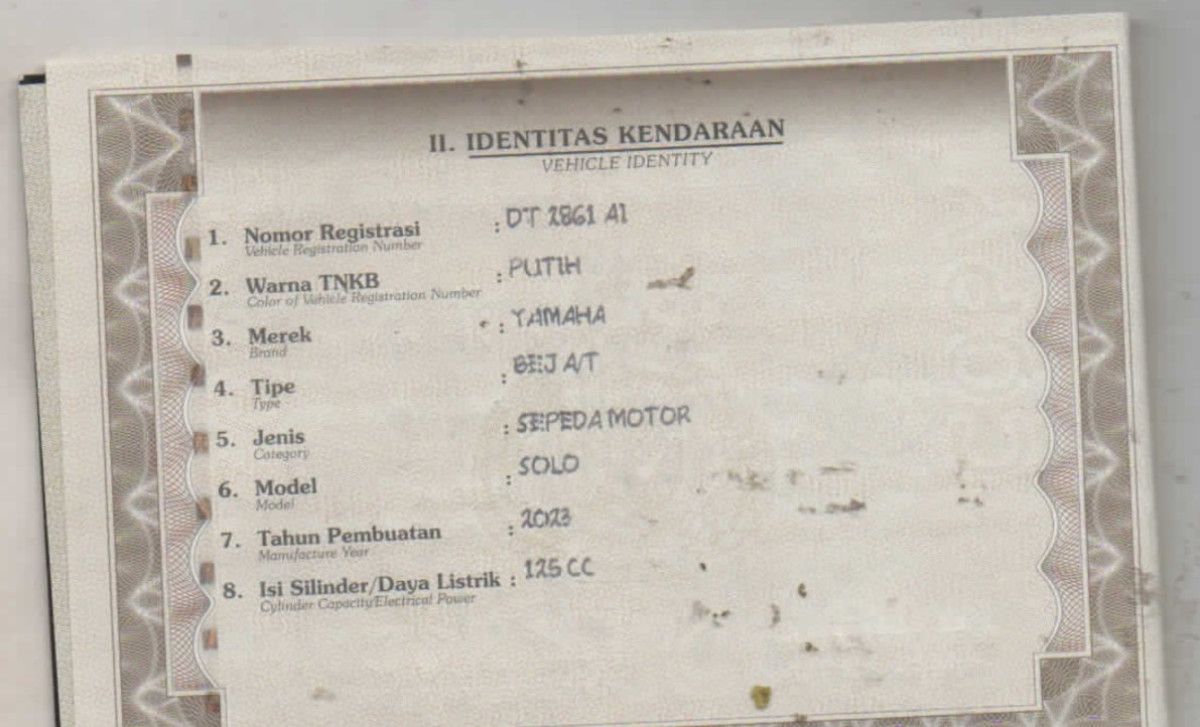 II. IDENTITAS KENDARAAN
VEHICLE IDENTITY
1. Nomor Registrasi : DT 2861 AI
Vehicle Registration Number
2. Warna TNKB : PUTIH
Color of Vehicle Registration Number
3. Merek : YAMAHA
Brand
4. Tipe : BEJ A/T
Type
5. Jenis : SEPEDA MOTOR
Category
6. Model : SOLO
Model
7. Tahun Pembuatan : 2023
Manufacture Year
8. Isi Silinder/Daya Listrik : 125 CC
Cylinder Capacity/Electrical Power